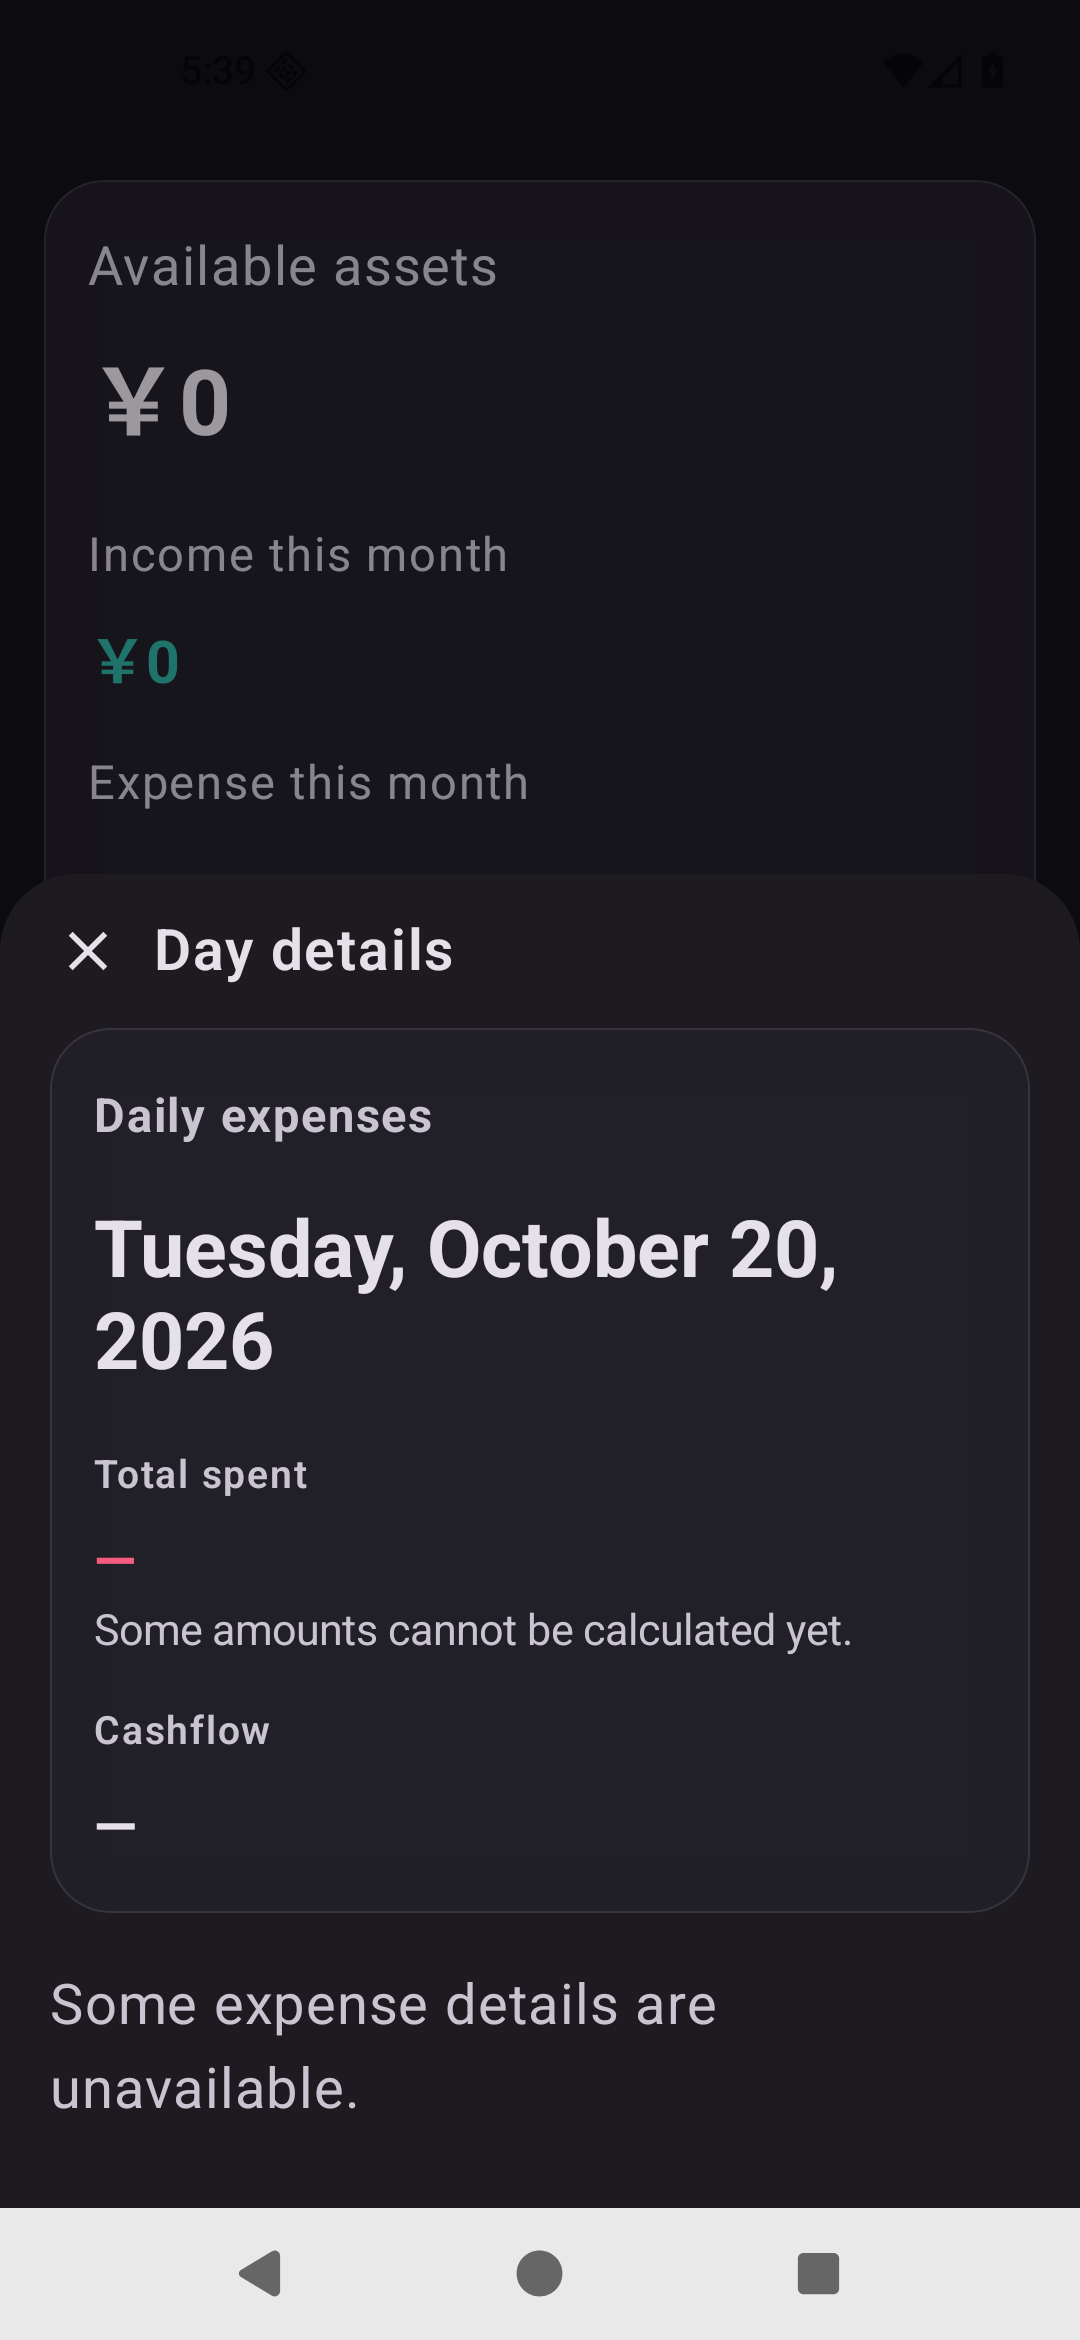 5:39
Available assets
¥0
Income this month
¥0
Expense this month
Day details
Daily expenses
Tuesday, October 20,
2026
Total spent
—
Some amounts cannot be calculated yet.
Cashflow
—
Some expense details are
unavailable.